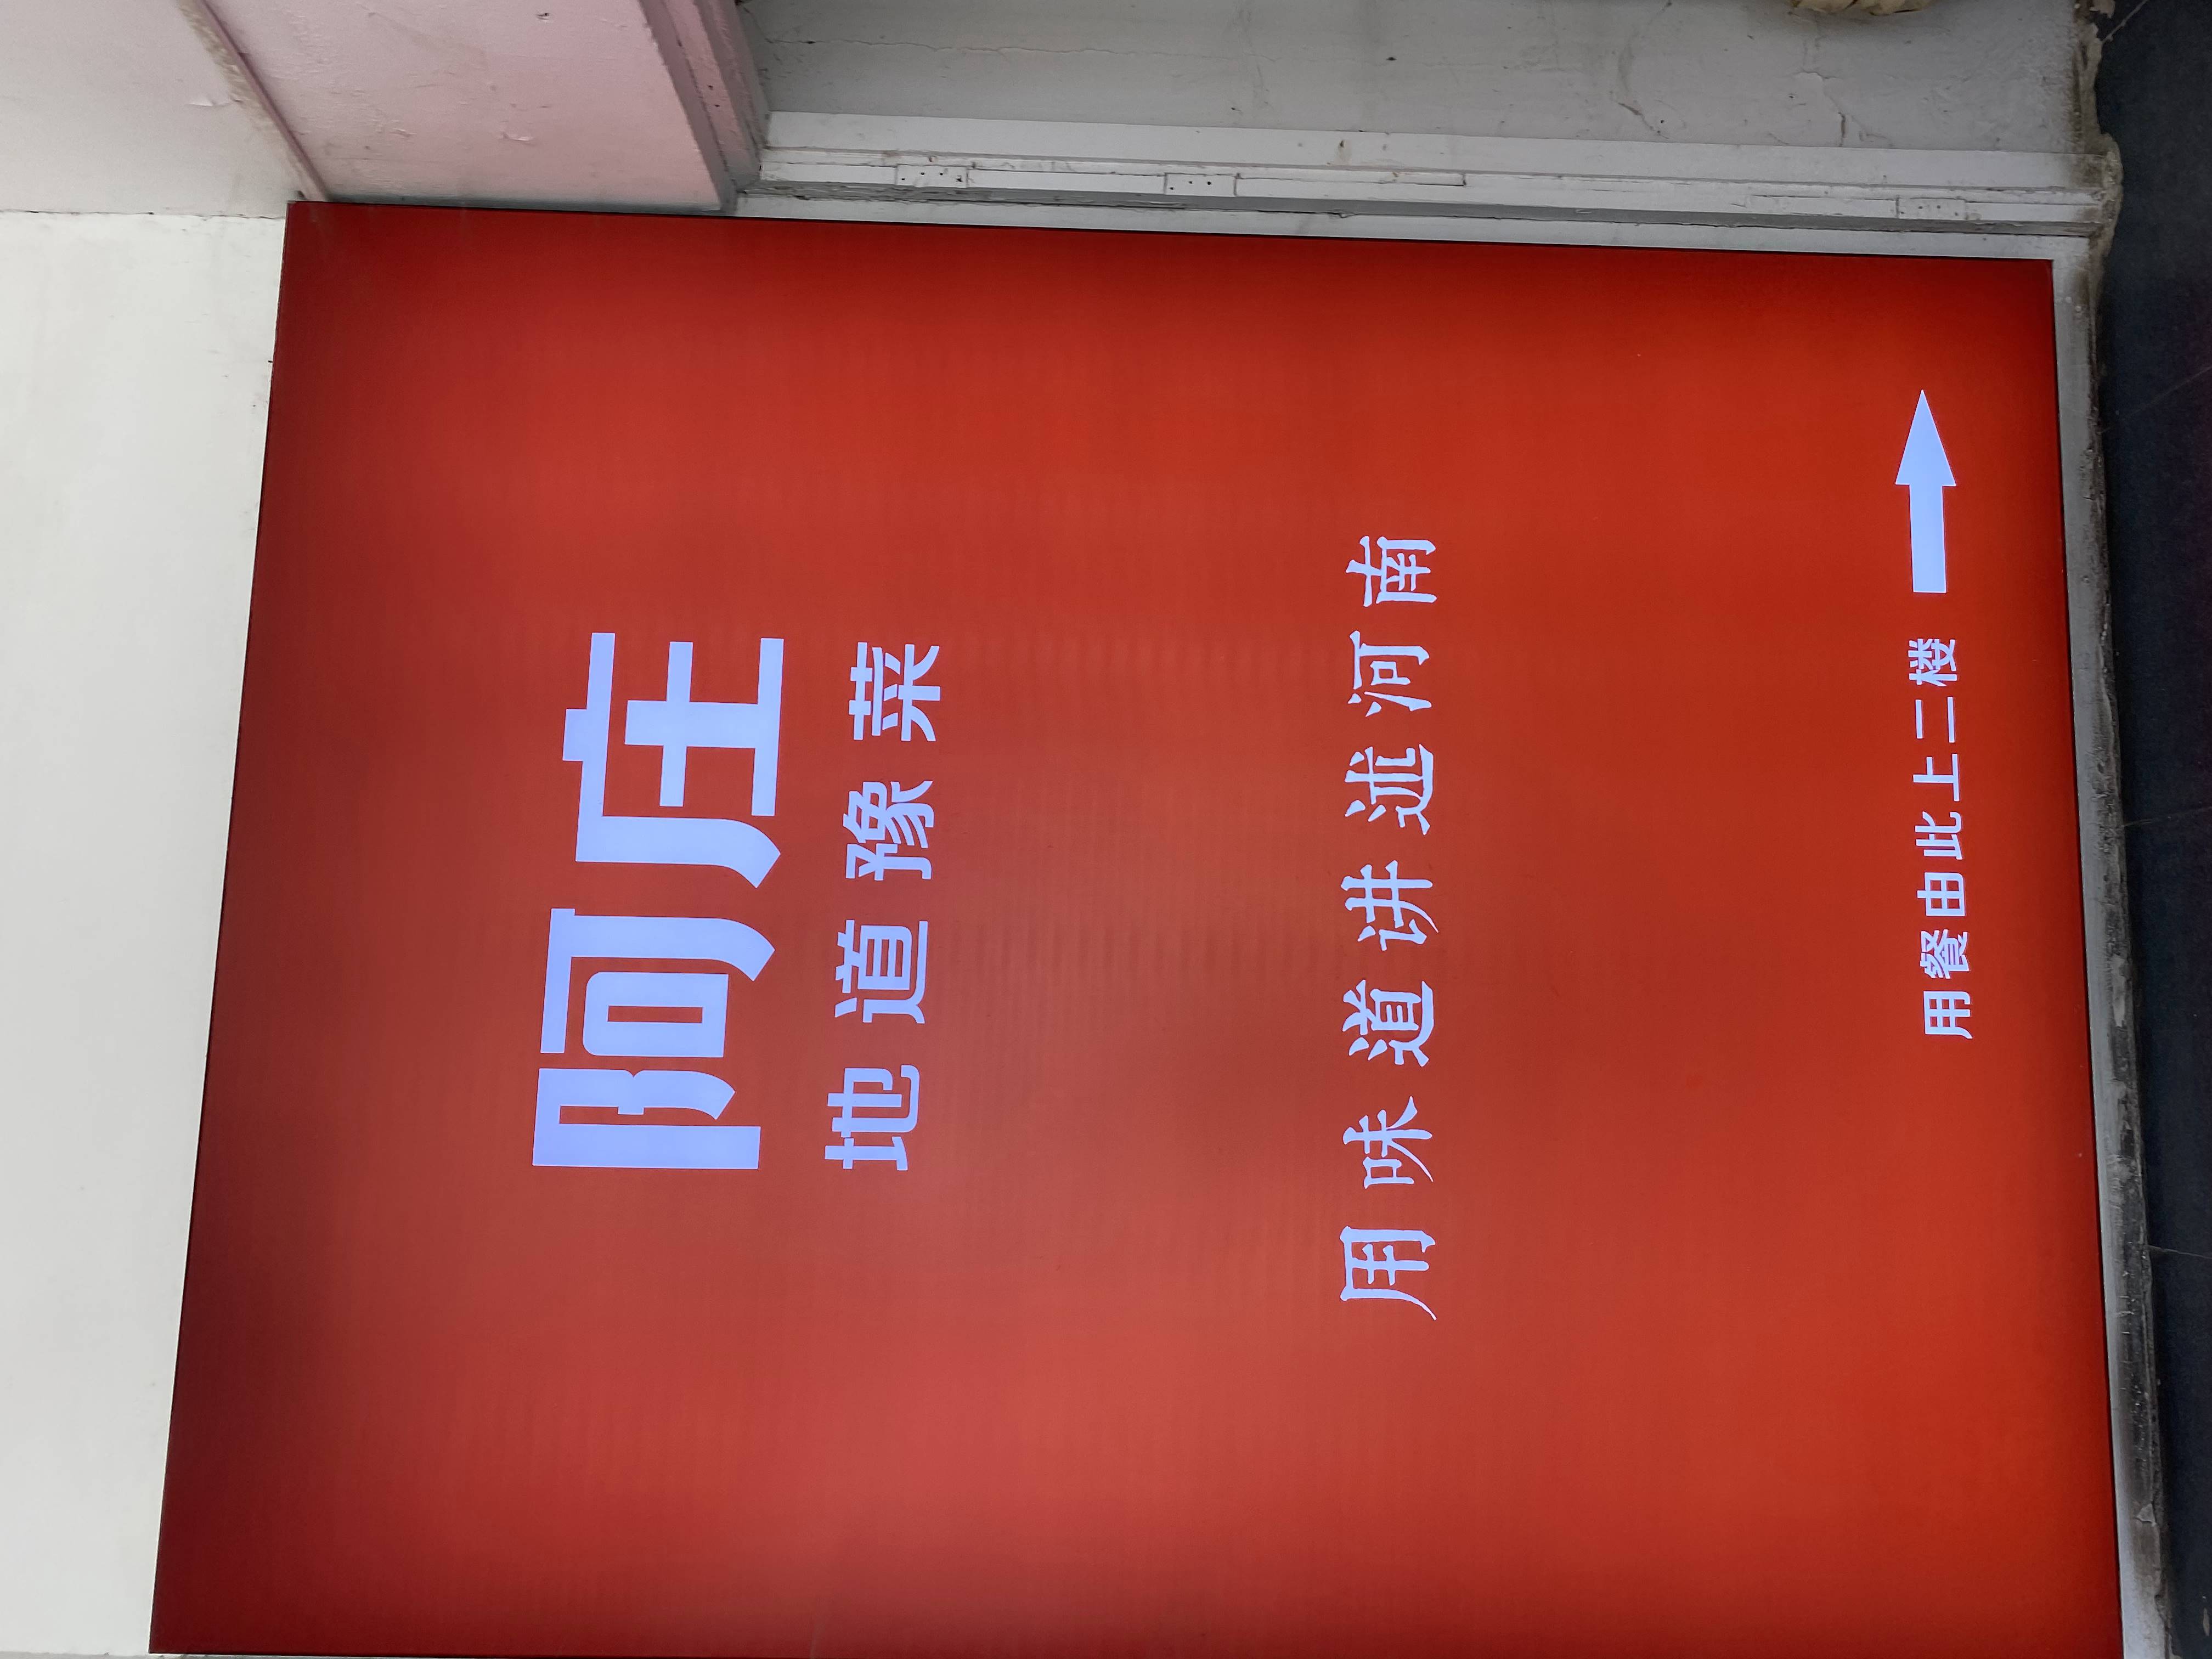 阿庄
地道豫菜
用味道讲述河南
用餐由此上二楼